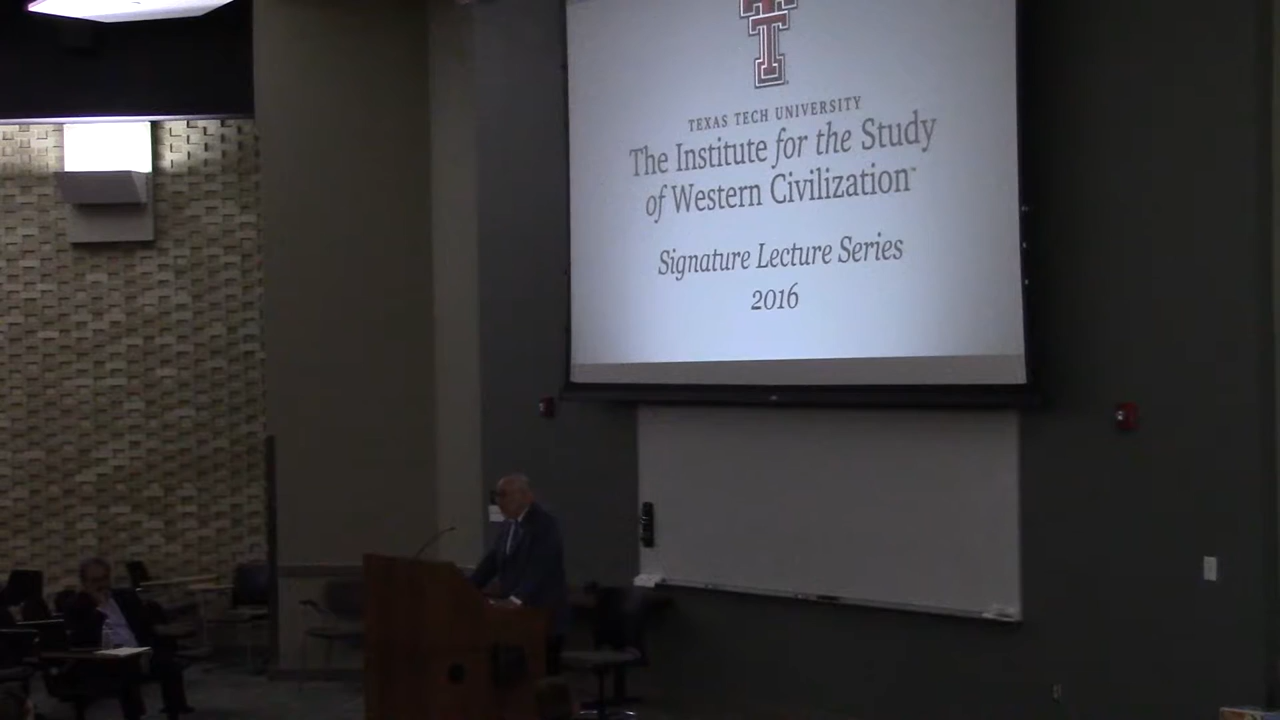 TEXAS TECH UNIVERSITY
The Institute for the Study
of Western Civilization™
Signature Lecture Series
2016